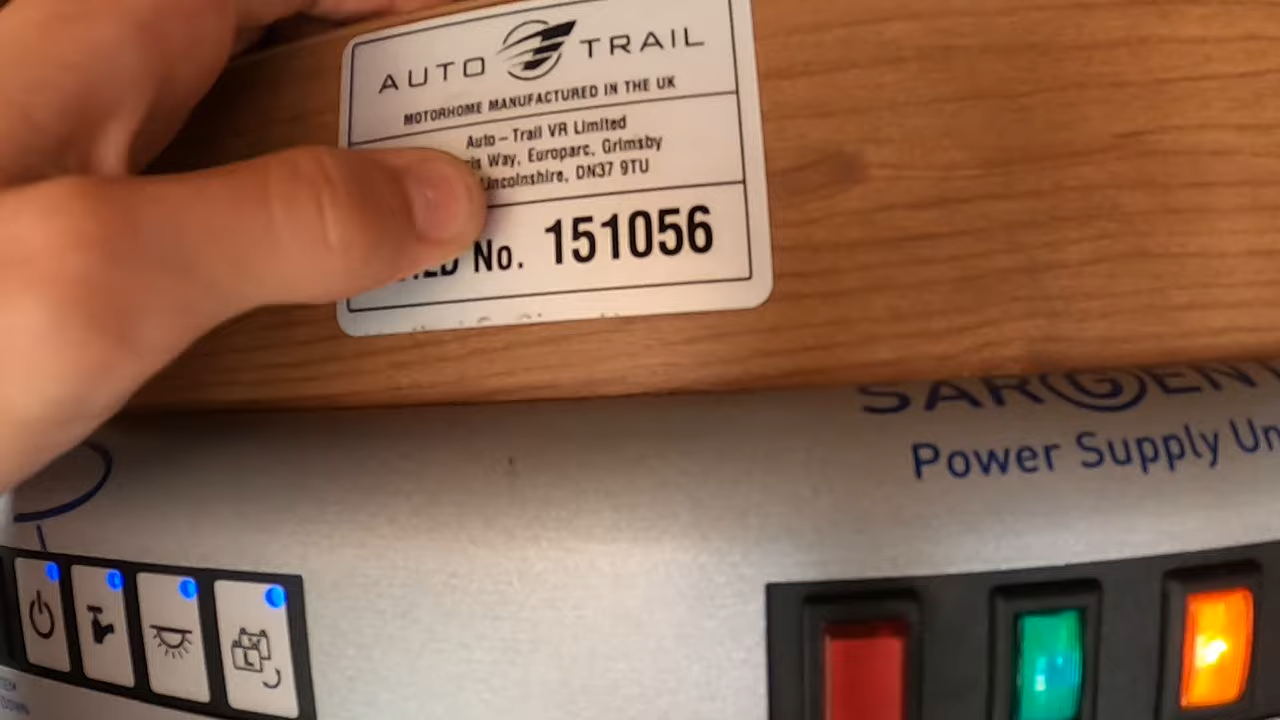 AUTO TRAIL
MOTORHOME MANUFACTURED IN THE UK
Auto-Trail VR Limited
Way, Europarc, Grimsby
Lincolnshire, DN37 9TU
No. 151056
SARGENT
Power Supply Un